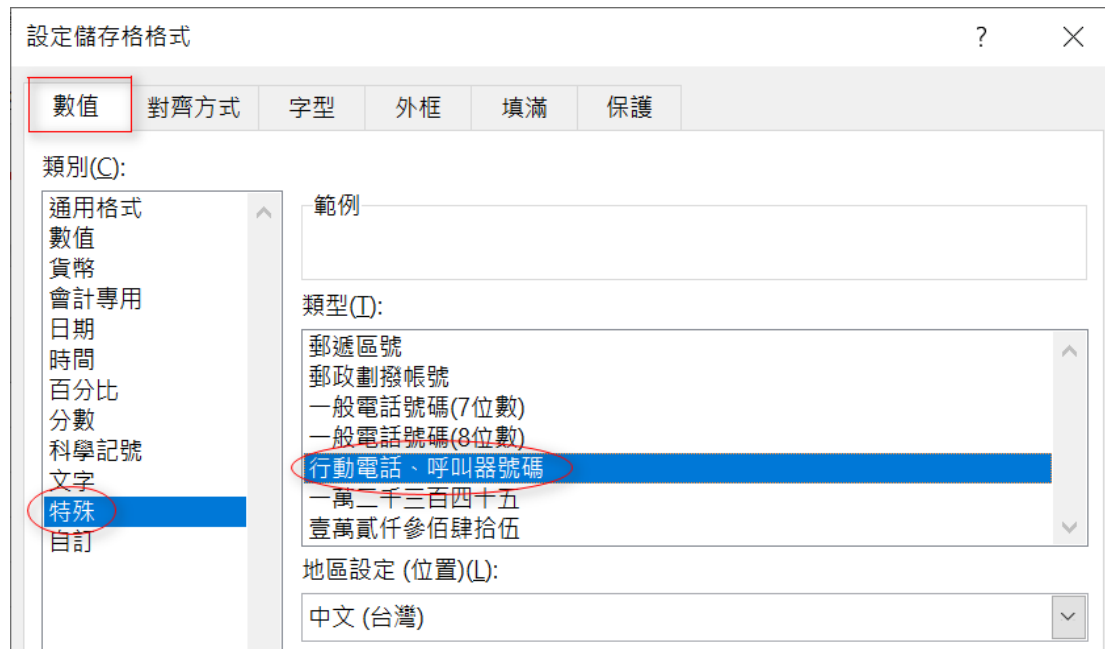 設定儲存格格式 ?
數值 對齊方式 字型 外框 填滿 保護
類別(C):
通用格式
數值
貨幣
會計專用
日期
時間
百分比
分數
科學記號
文字
特殊
自訂
範例
類型(T):
郵遞區號
郵政劃撥帳號
一般電話號碼(7位數)
一般電話號碼(8位數)
行動電話、呼叫器號碼
一萬二千三百四十五
壹萬貳仟參佰肆拾伍
地區設定 (位置)(L):
中文 (台灣)